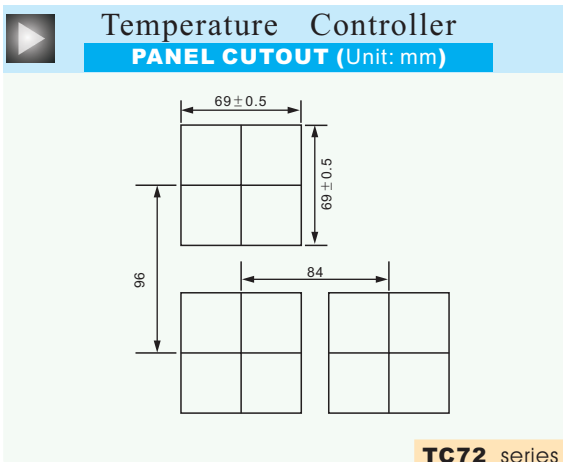 Temperature Controller
PANEL CUTOUT (Unit: mm)
69±0.5
69±0.5
96
84
TC72 series